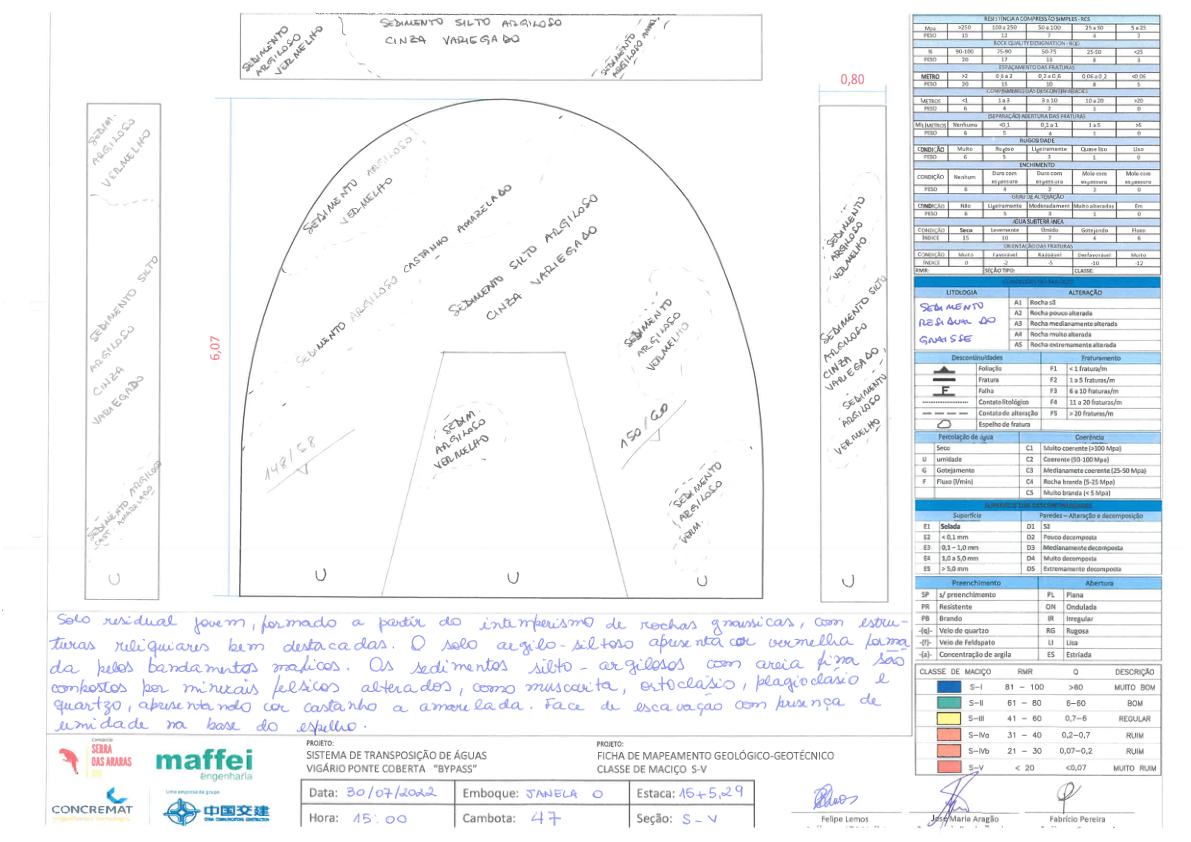 SEDIMENTO SILTO ARGILOSO
CINZA VARIEGADO
SEDIMENTO
ARGILOSO
VERMELHO
SEDIMENTO
ARGILOSO
0,80
SEDIM.
ARGILOSO
VERMELHO
SEDIMENTO SILTO
ARGILOSO
CINZA
VARIEGADO
SEDIMENTO ARGILOSO
CAST. AMARELADO
U
6,07
SEDIMENTO ARGILOSO
VERMELHO
SEDIMENTO ARGILOSO CASTANHO AMARELADO
SEDIMENTO SILTO ARGILOSO
CINZA VARIEGADO
SEDIMENTO
ARGILOSO
VERMELHO
SEDIM.
ARGILOSO
VERMELHO
148/58
150/60
SEDIMENTO
ARGILOSO
VERM.
U
U
U
SEDIMENTO
ARGILOSO
VERMELHO
SEDIMENTO SILTO
ARGILOSO
CINZA
VARIEGADO
SEDIMENTO
ARGILOSO
VERMELHO
U
Solo residual jovem, formado a partir do intemperismo de rochas gnaissicas, com estru-
turas reliquiares bem destacadas. O solo argilo-siltoso apresenta cor vermelha forma
da pelos bandamentos maficos. Os sedimentos silto-argilosos com areia fina são
compostos por minerais felsicos alterados, como muscovita, ortoclásio, plagioclásio e
quartzo, apresentando cor castanho a amarelada. Face de escavação com presença de
umidade na base do espelho.
RESISTÊNCIA A COMPRESSÃO SIMPLES - RCS
Mpa >250 100 a 250 50 a 100 25 a 50 5 a 25
PESO 15 12 7 4 2
ROCK QUALITY DESIGNATION - RQD
% 90-100 75-90 50-75 25-50 <25
PESO 20 17 13 8 3
ESPAÇAMENTO DAS FRATURAS
METRO >2 0,6 a 2 0,2 a 0,6 0,06 a 0,2 <0,06
PESO 20 15 10 8 5
COMPRIMENTO DAS DESCONTINUIDADES
METROS <1 1 a 3 3 a 10 10 a 20 >20
PESO 6 4 2 1 0
(SEPARAÇÃO) ABERTURA DAS FRATURAS
MILÍMETROS Nenhuma <0,1 0,1 a 1 1 a 5 >5
PESO 6 5 4 1 0
RUGOSIDADE
CONDIÇÃO Muito Rugoso Ligeiramente Quase liso Liso
PESO 6 5 3 1 0
ENCHIMENTO
CONDIÇÃO Nenhum Duro com espessura Duro com espessura Mole com espessura Mole com espessura
PESO 6 4 2 2 0
GRAU DE ALTERAÇÃO
CONDIÇÃO Não Ligeiramente Moderadament Muito alteradas Em
PESO 6 5 3 1 0
ÁGUA SUBTERRÂNEA
CONDIÇÃO Seco Levemente Úmido Gotejando Fluxo
ÍNDICE 15 10 7 4 0
ORIENTAÇÃO DAS FRATURAS
CONDIÇÃO Muito Favorável Razoável Desfavorável Muito
ÍNDICE 0 -2 -5 -10 -12
RMR: SEÇÃO TIPO: CLASSE:
LITOLOGIA ALTERAÇÃO
SEDIMENTO
RESIDUAL DO
GNAISSE
A1 Rocha sã
A2 Rocha pouco alterada
A3 Rocha medianamente alterada
A4 Rocha muito alterada
A5 Rocha extremamente alterada
Descontinuidades Fraturamento
Foliação F1 < 1 fratura/m
Fratura F2 1 a 5 fraturas/m
F Falha F3 6 a 10 fraturas/m
Contato litológico F4 11 a 20 fraturas/m
Contato de alteração F5 > 20 fraturas/m
Espelho de fratura
Percolação de água Coerência
Seco C1 Muito coerente (>100 Mpa)
U umidade C2 Coerente (50-100 Mpa)
G Gotejamento C3 Medianamete coerente (25-50 Mpa)
F Fluxo (l/min) C4 Rocha branda (5-25 Mpa)
C5 Muito branda (< 5 Mpa)
Superfície Paredes – Alteração e decomposição
E1 Selada D1 Sã
E2 < 0,1 mm D2 Pouco decomposta
E3 0,1 – 1,0 mm D3 Medianamente decomposta
E4 1,0 a 5,0 mm D4 Muito decomposta
E5 > 5,0 mm D5 Extremamente decomposta
Preenchimento Abertura
SP s/ preenchimento PL Plana
PR Resistente ON Ondulada
PB Brando IR Irregular
-(q)- Veio de quartzo RG Rugosa
-(f)- Veio de Feldspato LI Lisa
-(a)- Concentração de argila ES Estriada
CLASSE DE MACIÇO RMR Q DESCRIÇÃO
S-I 81 - 100 >60 MUITO BOM
S-II 61 - 80 6-60 BOM
S-III 41 - 60 0,7-6 REGULAR
S-IVa 31 - 40 0,2-0,7 RUIM
S-IVb 21 - 30 0,07-0,2 RUIM
S-V < 20 <0,07 MUITO RUIM
SERRA
DAS ARARAS
maffei
engenharia
CONCREMAT
Uma empresa do grupo
中国交建
PROJETO:
SISTEMA DE TRANSPOSIÇÃO DE ÁGUAS
VIGÁRIO PONTE COBERTA "BYPASS"
PROJETO:
FICHA DE MAPEAMENTO GEOLÓGICO-GEOTÉCNICO
CLASSE DE MACIÇO S-V
Data: 30/07/2022 Emboque: JANELA O Estaca: 15+5,29
Hora: 15:00 Cambota: 47 Seção: S-V
Felipe Lemos
José Maria Aragão
Fabrício Pereira